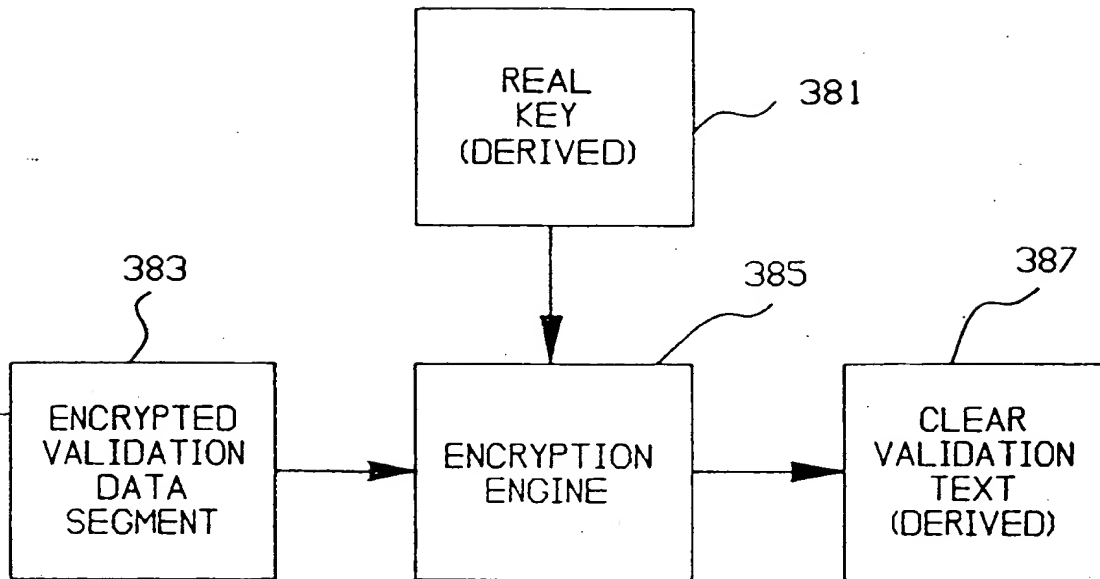 REAL
KEY
(DERIVED)
381
383
385
387
ENCRYPTED
VALIDATION
DATA
SEGMENT
ENCRYPTION
ENGINE
CLEAR
VALIDATION
TEXT
(DERIVED)